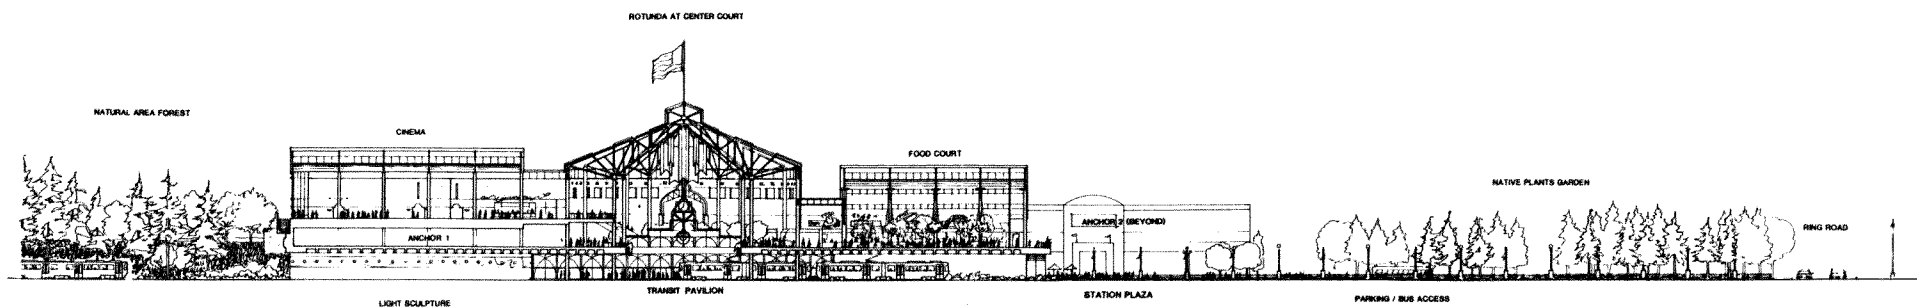 ROTUNDA AT CENTER COURT
NATURAL AREA FOREST
CINEMA
FOOD COURT
NATIVE PLANTS GARDEN
ANCHOR 2 (BEYOND)
RING ROAD
ANCHOR 1
TRANSIT PAVILION
STATION PLAZA
LIGHT SCULPTURE
PARKING / BUS ACCESS